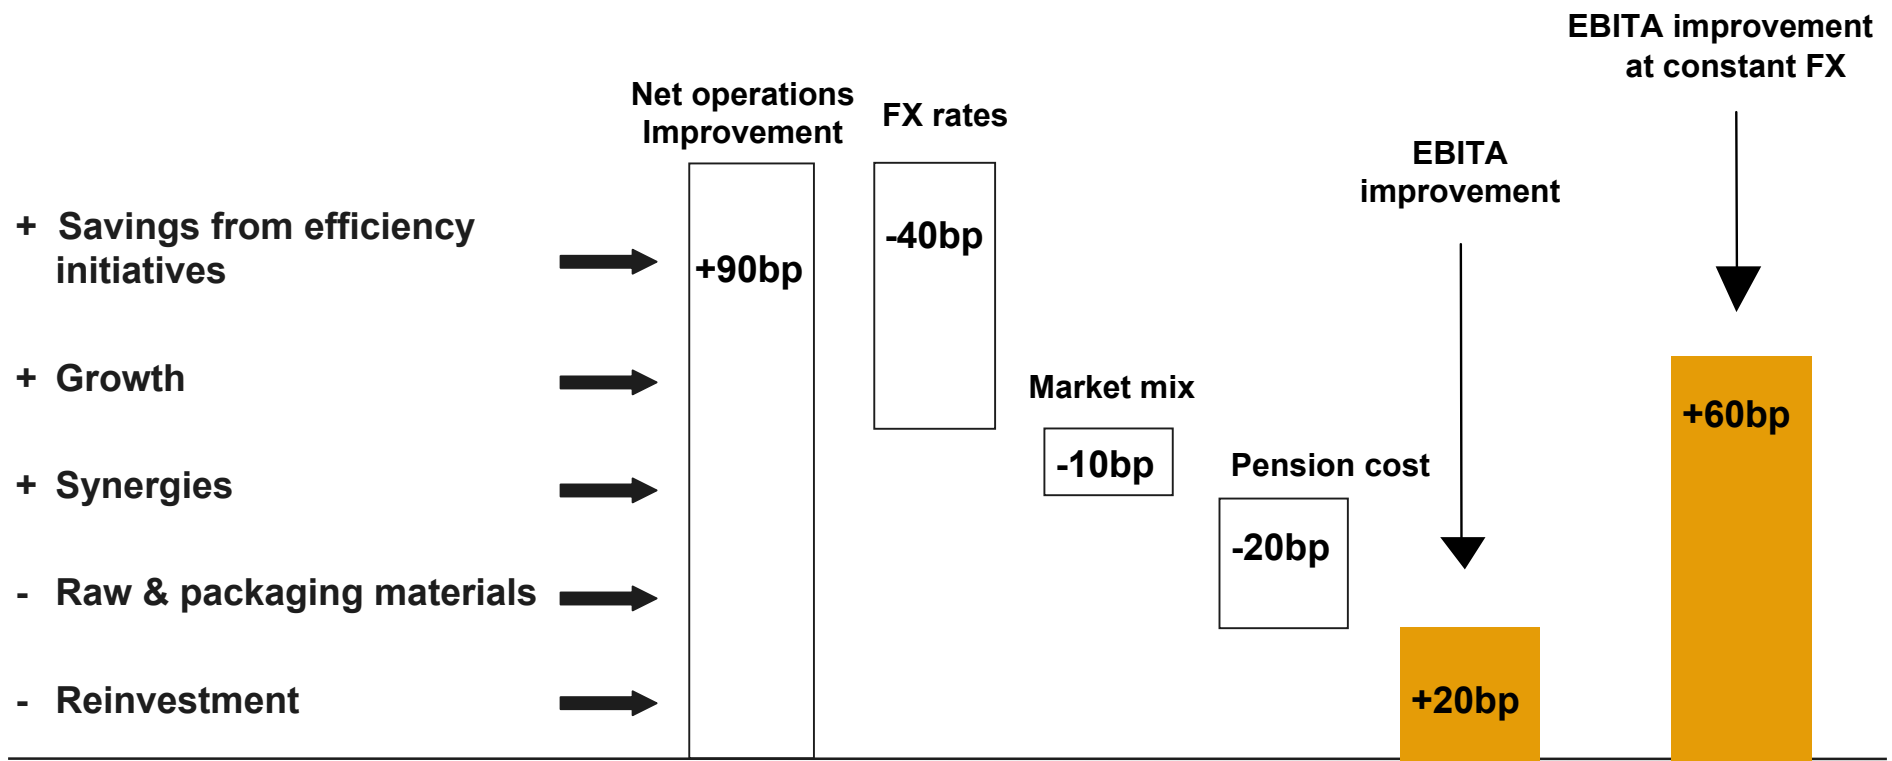 EBITA improvement
at constant FX
Net operations
Improvement
FX rates
EBITA
improvement
+ Savings from efficiency
initiatives
+90bp
-40bp
+ Growth
Market mix
+60bp
+ Synergies
-10bp
Pension cost
-20bp
- Raw & packaging materials
- Reinvestment
+20bp